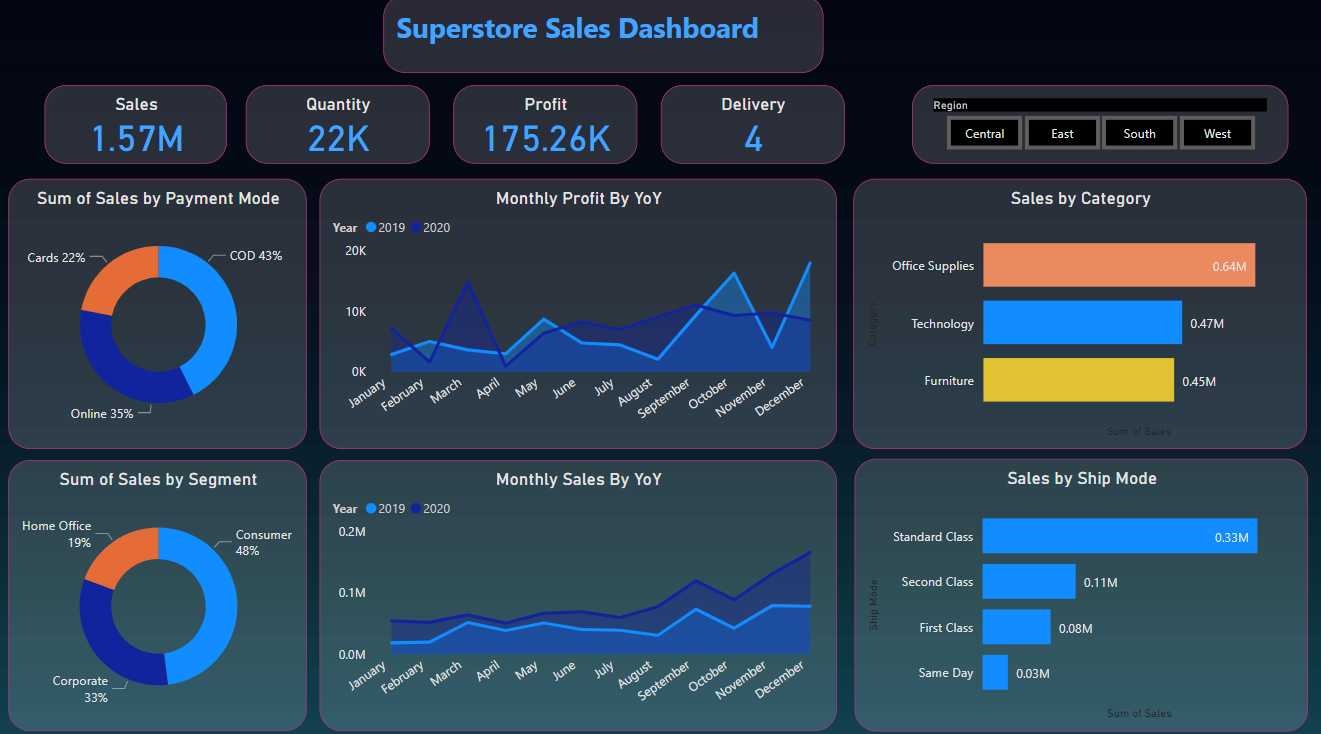 Superstore Sales Dashboard
Sales
1.57M
Quantity
22K
Profit
175.26K
Delivery
4
Region
Central
East
South
West
Sum of Sales by Payment Mode
Cards 22%
COD 43%
Online 35%
Monthly Profit By YoY
Year 2019 2020
20K
10K
0K
January
February
March
April
May
June
July
August
September
October
November
December
Sales by Category
Category
Office Supplies 0.64M
Technology 0.47M
Furniture 0.45M
Sum of Sales
Sum of Sales by Segment
Home Office
19%
Consumer
48%
Corporate
33%
Monthly Sales By YoY
Year 2019 2020
0.2M
0.1M
0.0M
January
February
March
April
May
June
July
August
September
October
November
December
Sales by Ship Mode
Ship Mode
Standard Class 0.33M
Second Class 0.11M
First Class 0.08M
Same Day 0.03M
Sum of Sales